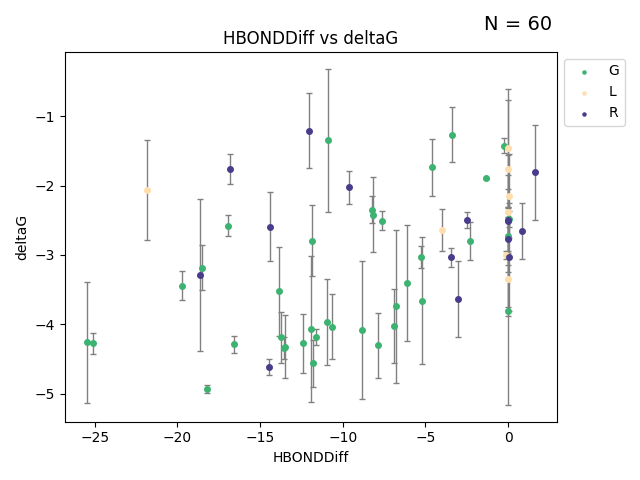 N = 60
HBONDDiff vs deltaG
G
L
R
−1
−2
−3
−4
−5
deltaG
−25
−20
−15
−10
−5
0
HBONDDiff